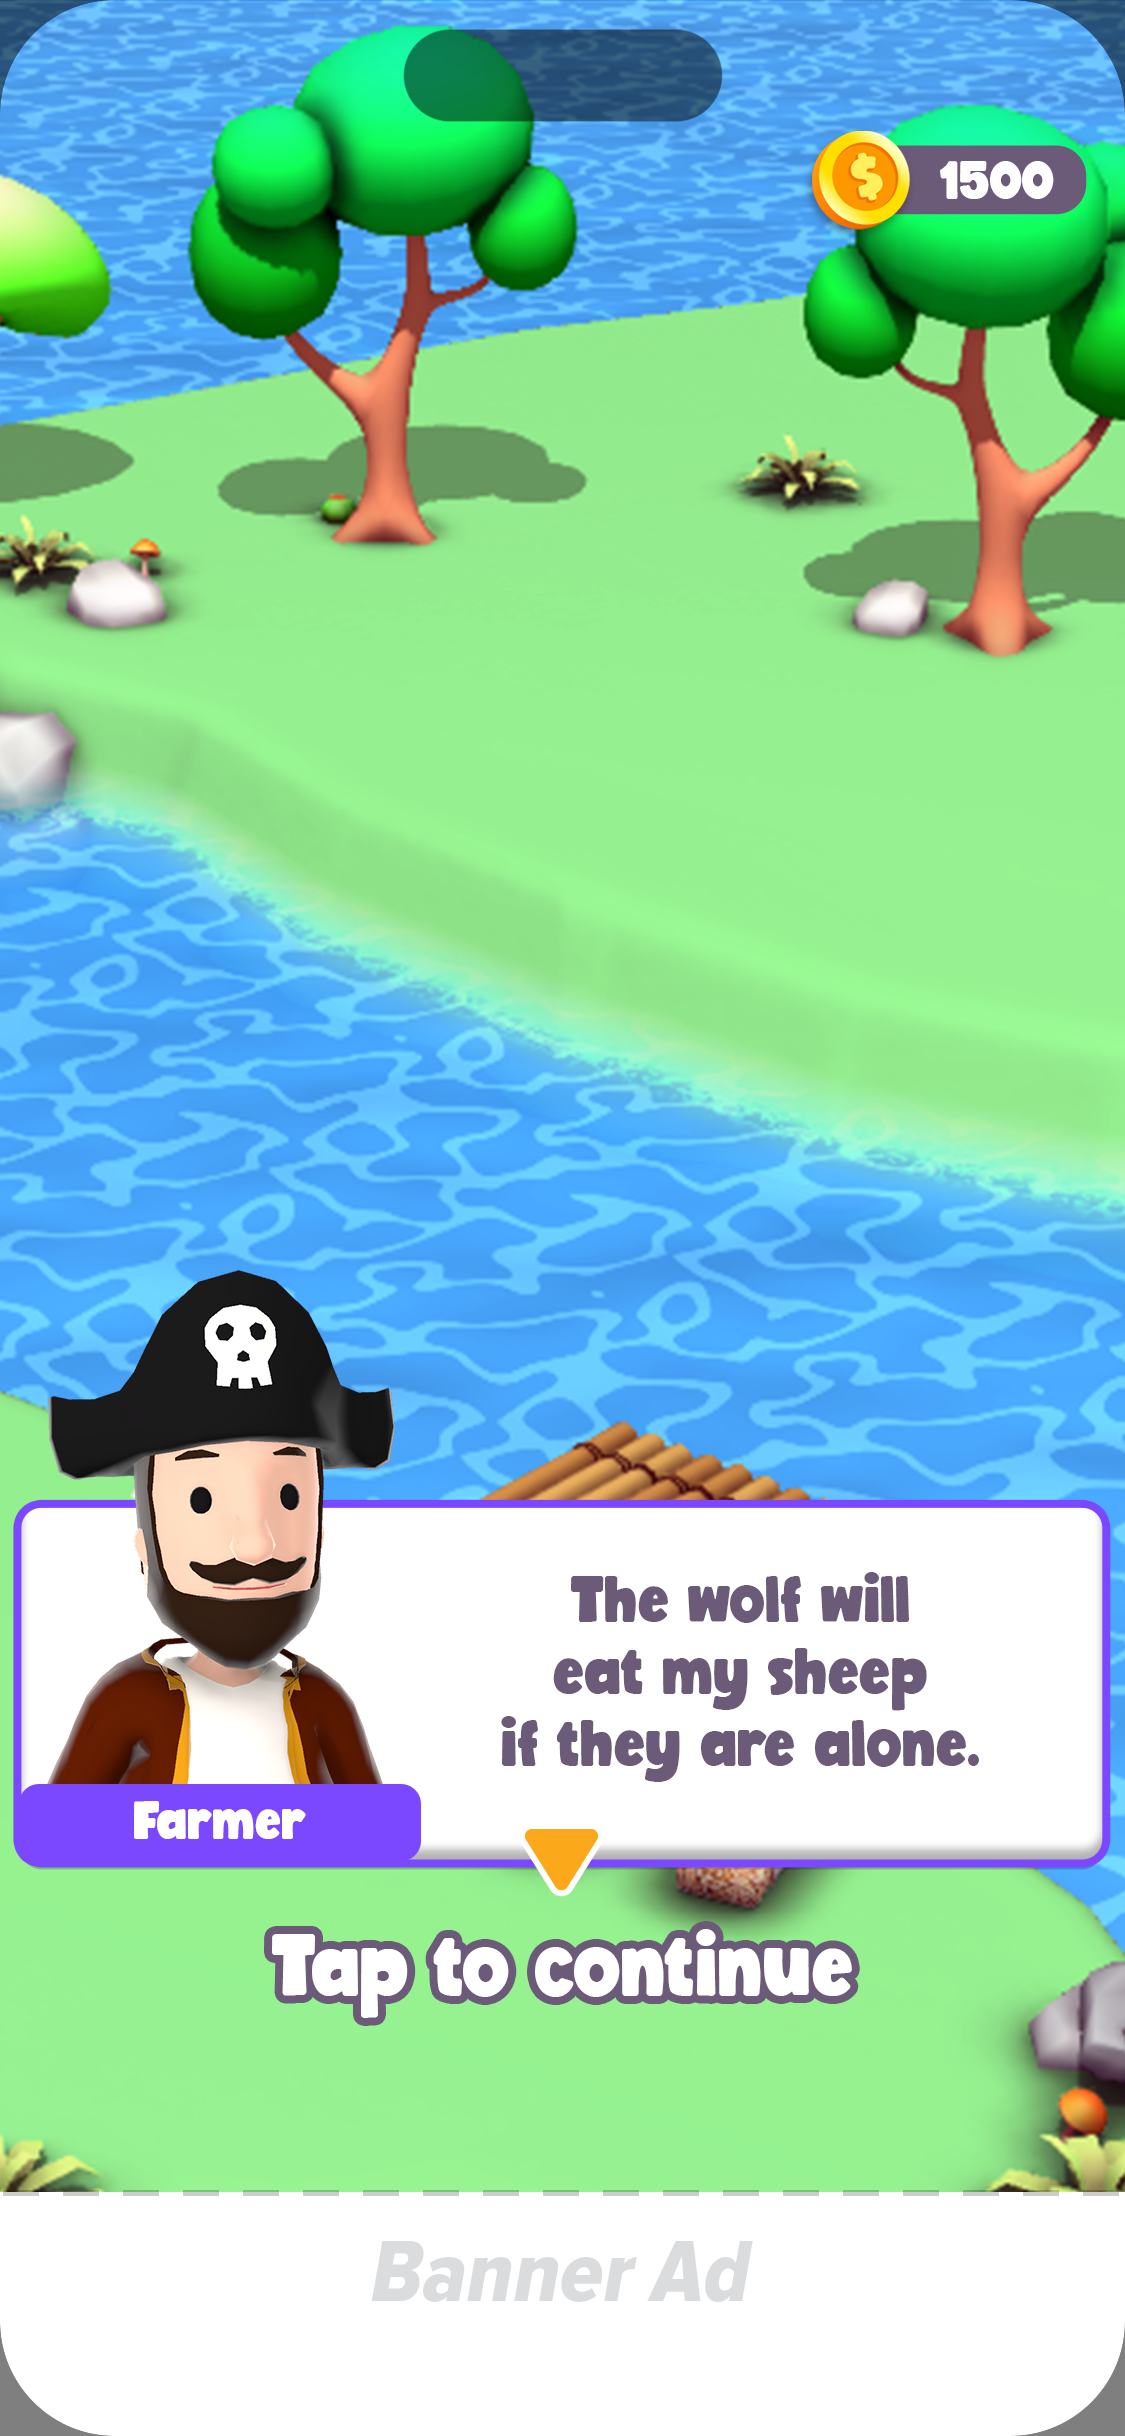 1500
The wolf will
eat my sheep
if they are alone.
Farmer
Tap to continue
Banner Ad